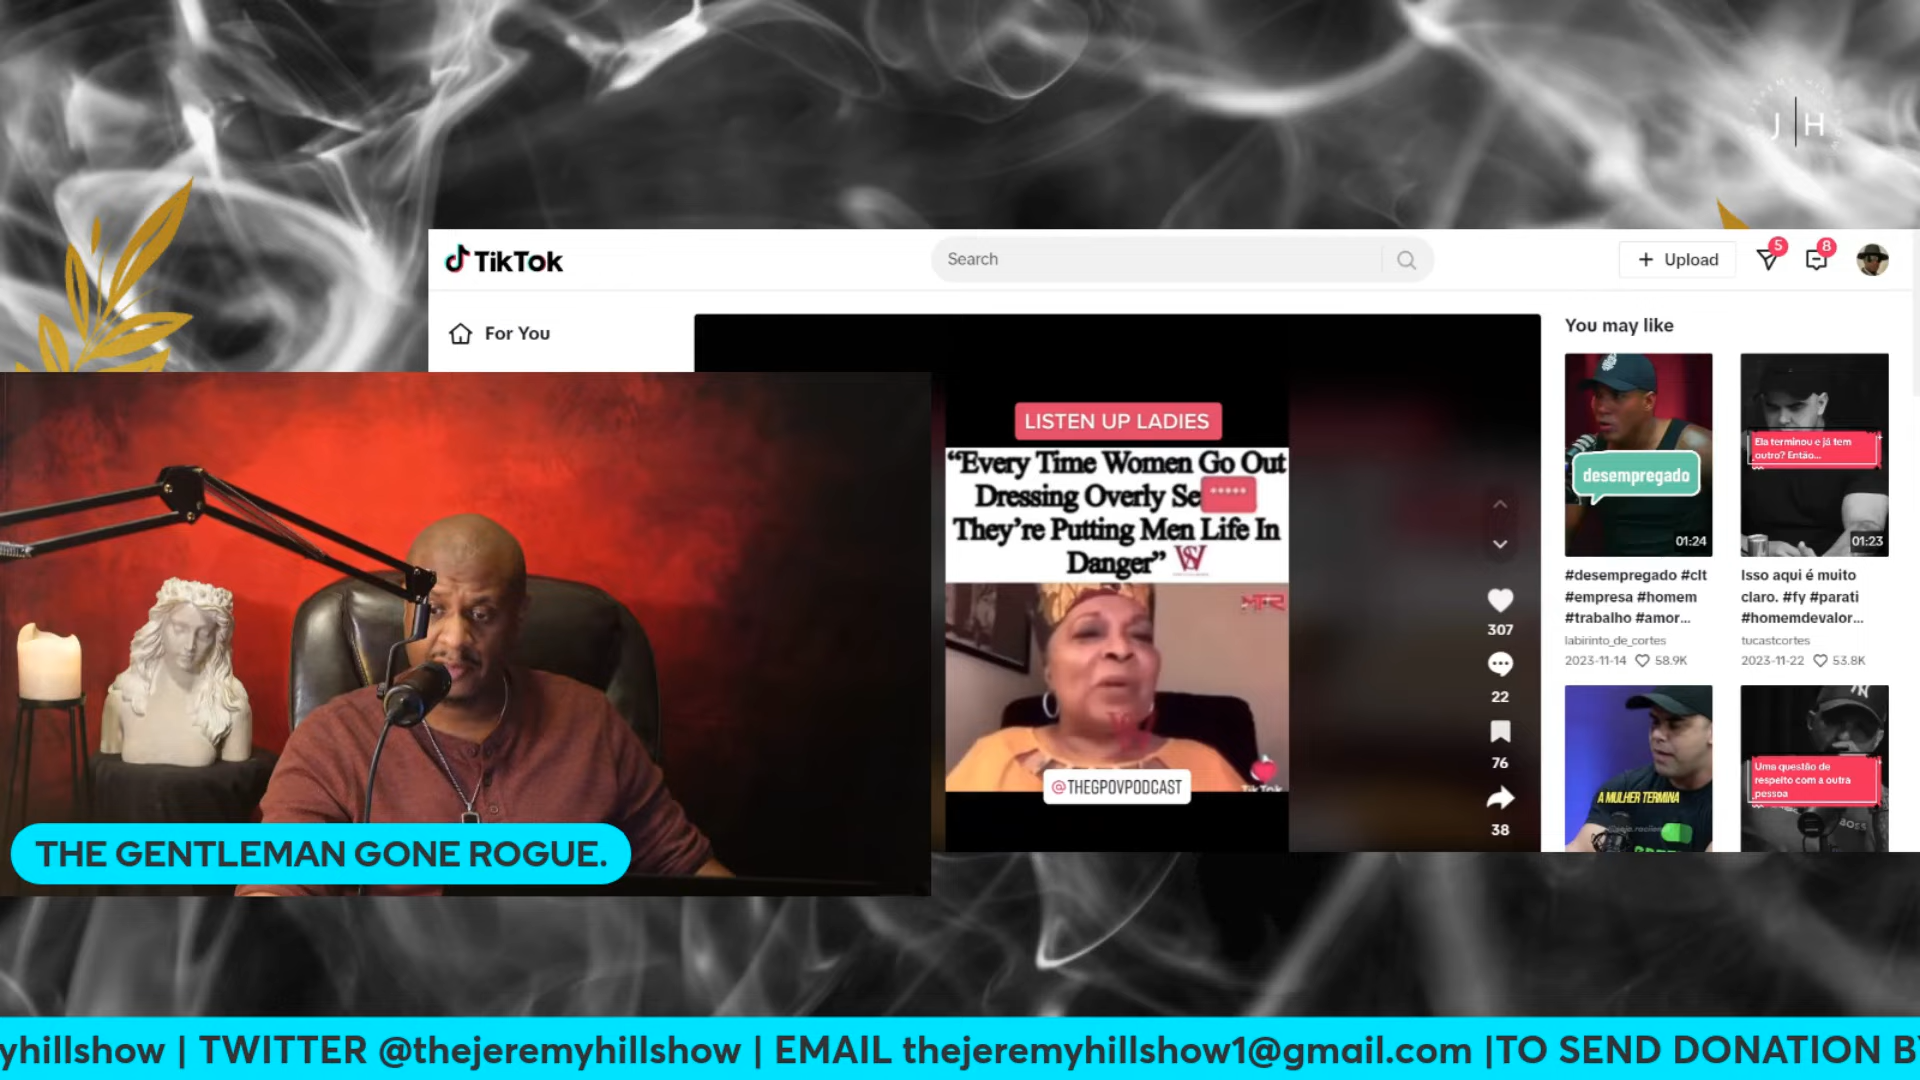 J H
TikTok
Search
Upload
5
8
For You
You may like
LISTEN UP LADIES
“Every Time Women Go Out
Dressing Overly Se*****
They’re Putting Men Life In
Danger”
@THEGPOVPODCAST
TikTok
307
22
76
38
desempregado
01:24
#desempregado #clt
#empresa #homem
#trabalho #amor...
labirinto_de_cortes
2023-11-14 58.9K
Ela terminou e já tem
outro? Então...
01:23
Isso aqui é muito
claro. #fy #parati
#homemdevalor...
tucastcortes
2023-11-22 53.8K
A MULHER TERMINA
Uma questão de
respeito com a outra
pessoa
THE GENTLEMAN GONE ROGUE.
yhillshow | TWITTER @thejeremyhillshow | EMAIL thejeremyhillshow1@gmail.com |TO SEND DONATION BY